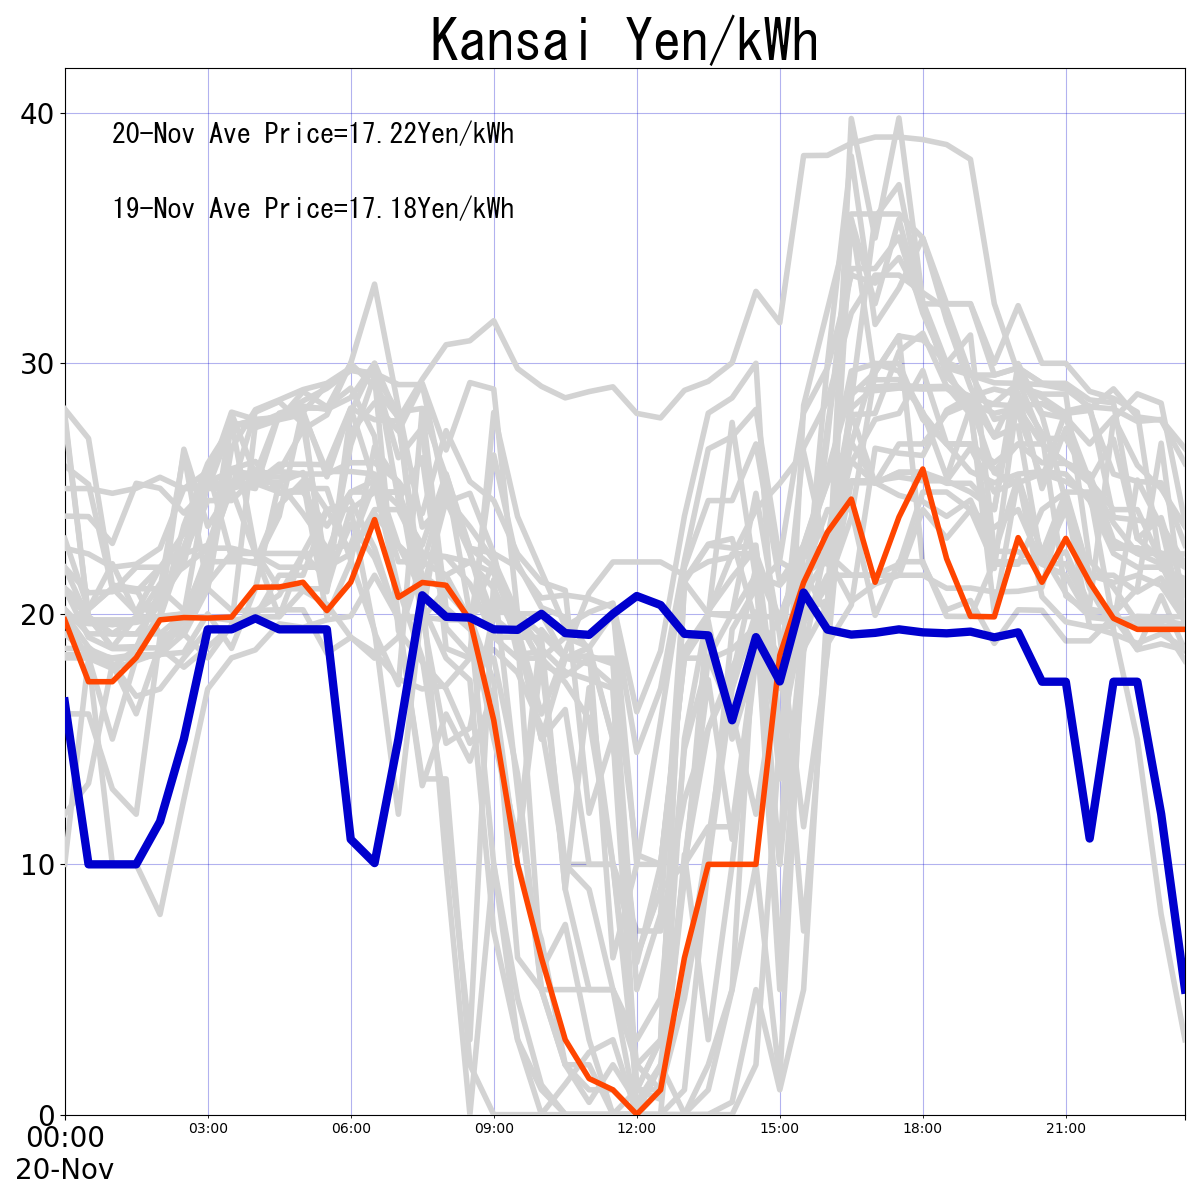 Kansai Yen/kWh
40
20-Nov Ave Price=17.22Yen/kWh
19-Nov Ave Price=17.18Yen/kWh
30
20
10
0
00:00 03:00 06:00 09:00 12:00 15:00 18:00 21:00
20-Nov